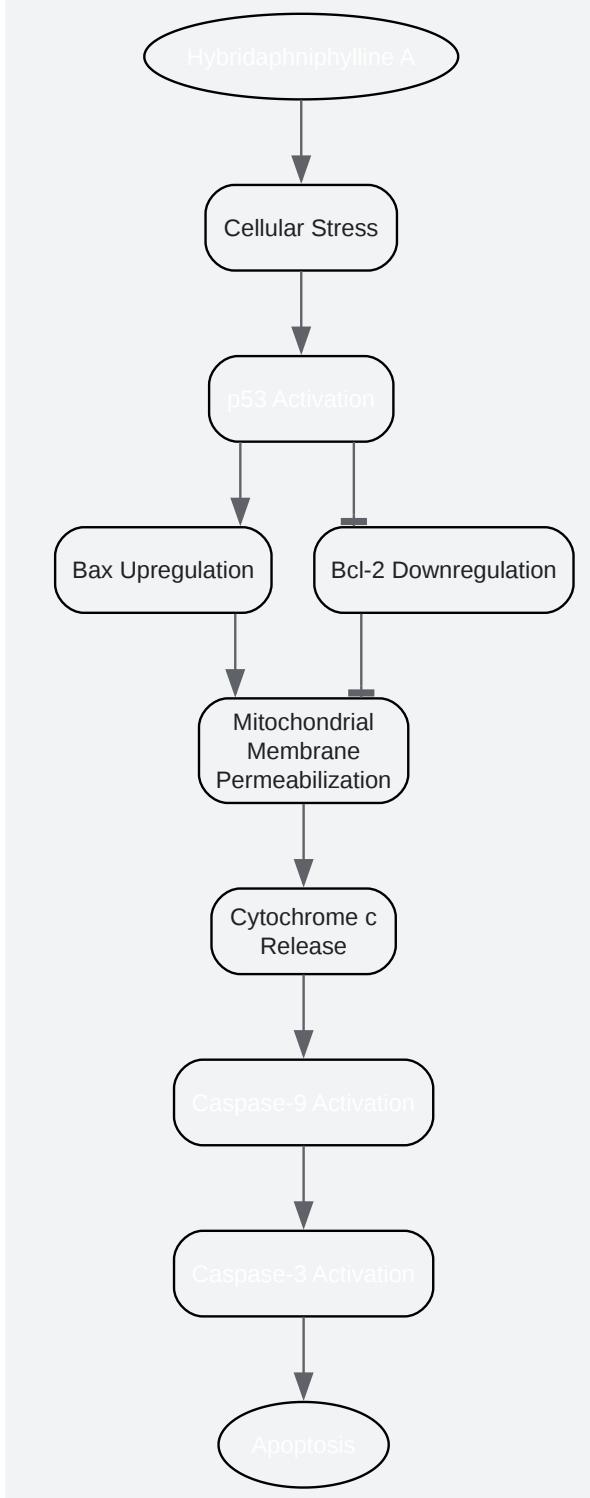 Hybridaphniphylline A
Cellular Stress
p53 Activation
Bax Upregulation
Bcl-2 Downregulation
Mitochondrial
Membrane
Permeabilization
Cytochrome c
Release
Caspase-9 Activation
Caspase-3 Activation
Apoptosis